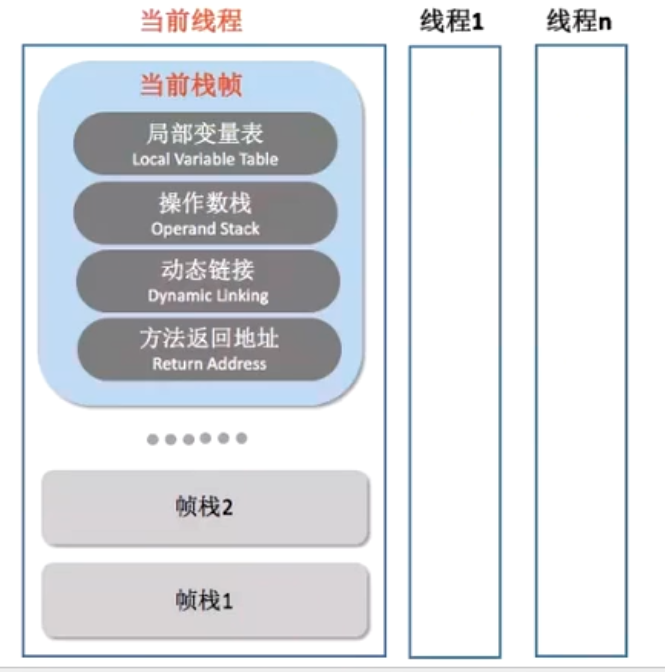 当前线程
线程1
线程n
当前栈帧
局部变量表
Local Variable Table
操作数栈
Operand Stack
动态链接
Dynamic Linking
方法返回地址
Return Address
帧栈2
帧栈1